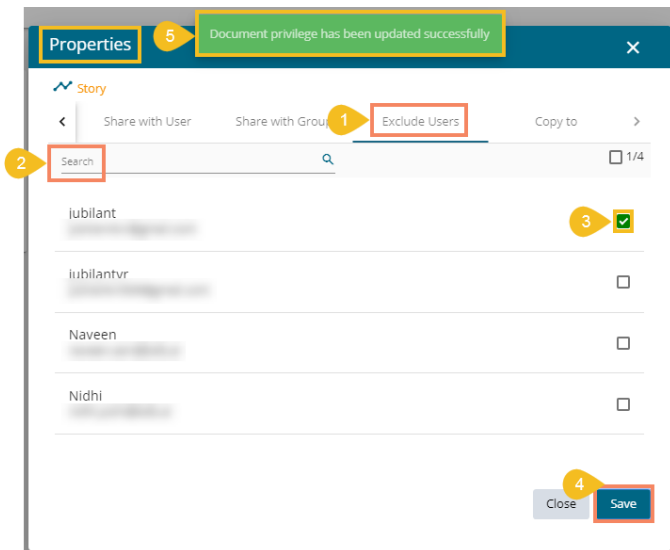 Document privilege has been updated successfully
5
Properties
Story
Share with User
Share with Group
1
Exclude Users
Copy to
2
Search
1/4
jubilant
3
jubilantvr
Naveen
Nidhi
4
Close
Save